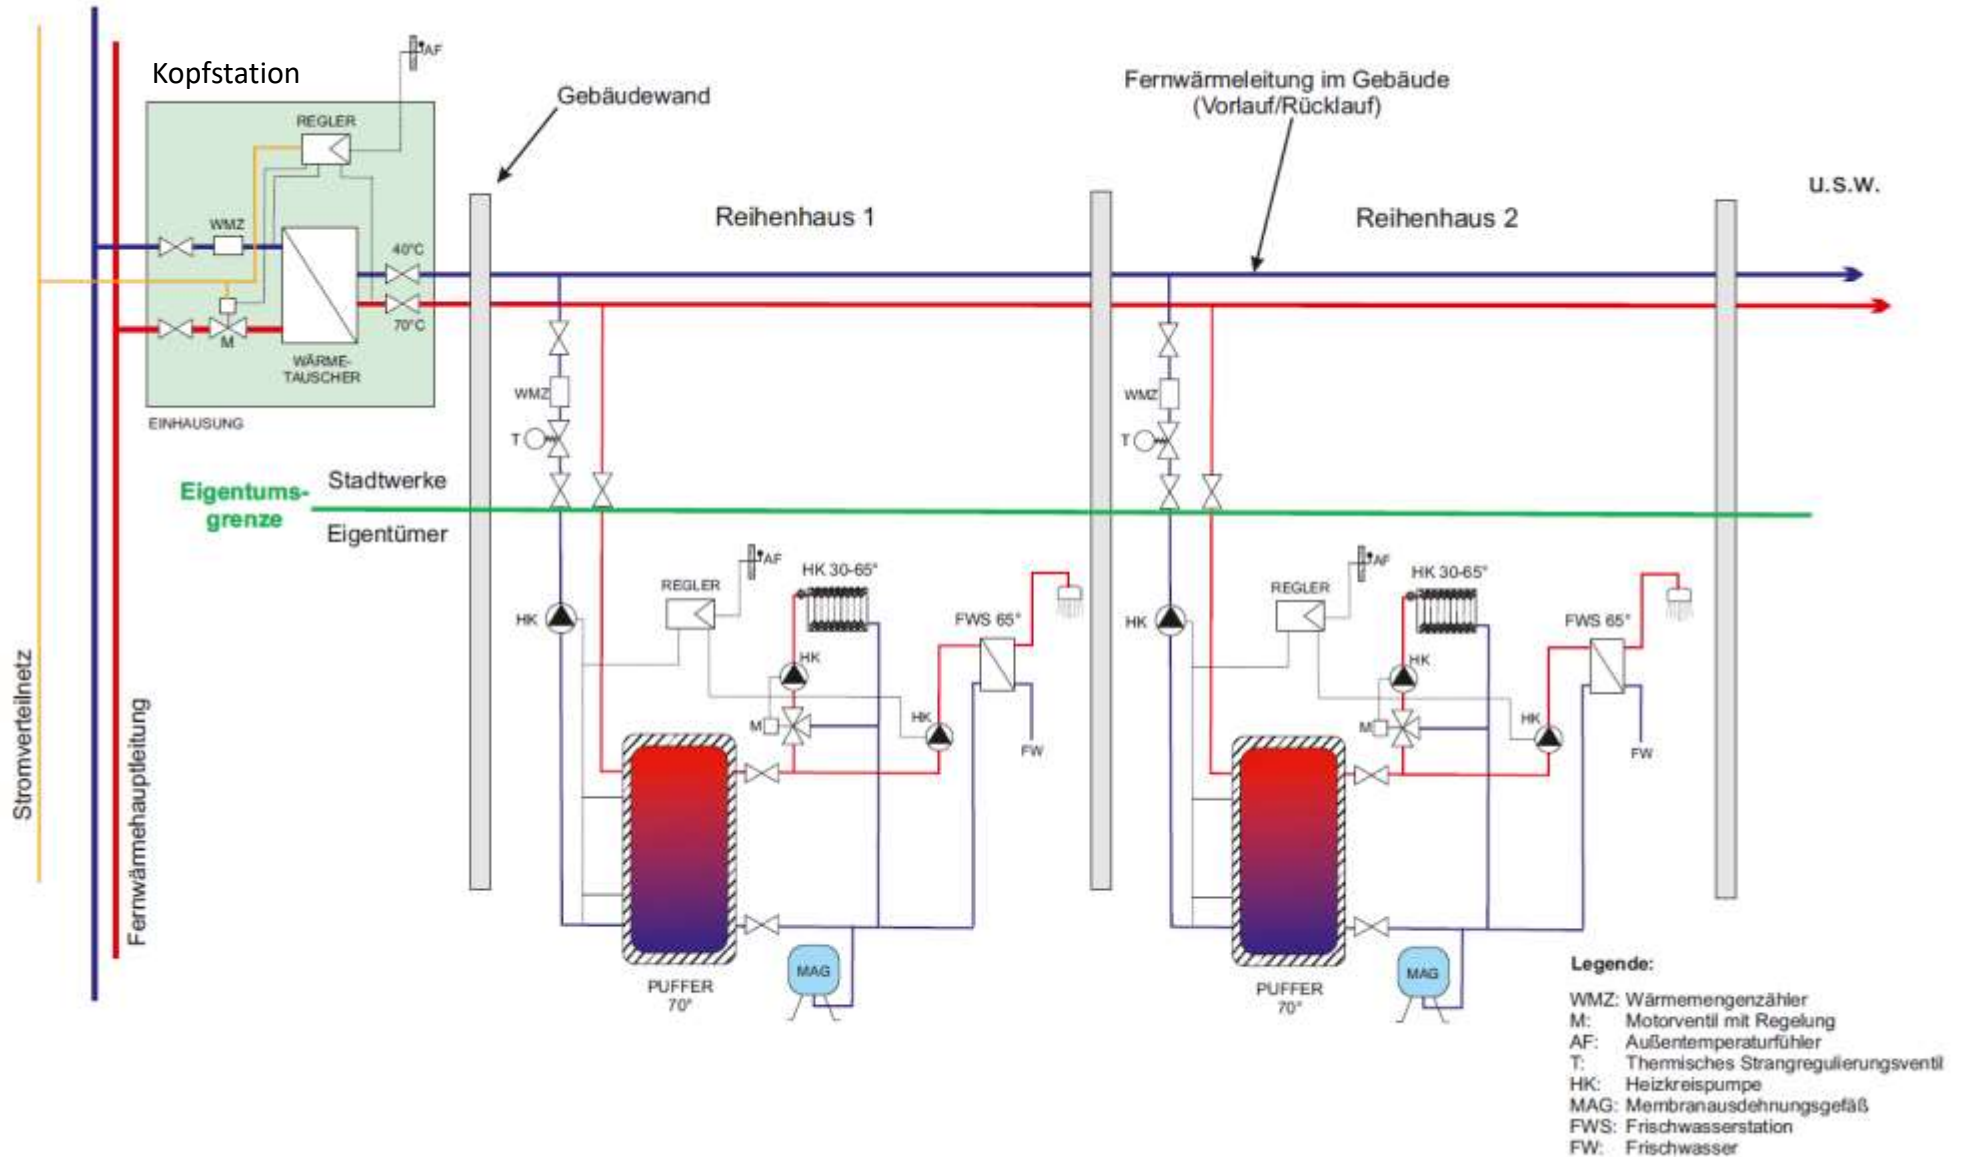 Kopfstation
AF
REGLER
WMZ
40°C
70°C
M
WÄRME-
TAUSCHER
EINHAUSUNG
Gebäudewand
Fernwärmeleitung im Gebäude
(Vorlauf/Rücklauf)
u.s.w.
Reihenhaus 1
Reihenhaus 2
WMZ
T
WMZ
T
Eigentums-
grenze
Stadtwerke
Eigentümer
Stromverteilnetz
Fernwärmehauptleitung
HK
REGLER
AF
HK 30-65°
HK
M
HK
FWS 65°
FW
PUFFER
70°
MAG
HK
REGLER
AF
HK 30-65°
HK
M
HK
FWS 65°
FW
PUFFER
70°
MAG
Legende:
WMZ: Wärmemengenzähler
M: Motorventil mit Regelung
AF: Außentemperaturfühler
T: Thermisches Strangregulierungsventil
HK: Heizkreispumpe
MAG: Membranausdehnungsgefäß
FWS: Frischwasserstation
FW: Frischwasser